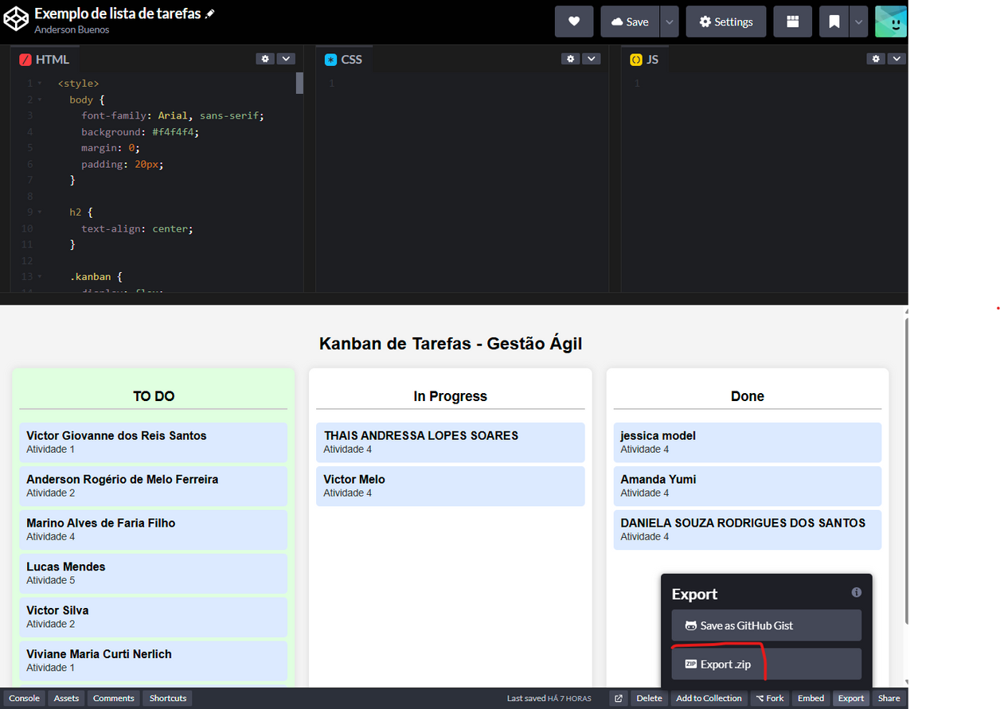 Exemplo de lista de tarefas
Anderson Buenos
Save
Settings
HTML
CSS
JS
1 <style>
2 body {
3 font-family: Arial, sans-serif;
4 background: #f4f4f4;
5 margin: 0;
6 padding: 20px;
7 }
8
9 h2 {
10 text-align: center;
11 }
12
13 .kanban {
14 display: flex;
1
1
Kanban de Tarefas - Gestão Ágil
TO DO
Victor Giovanne dos Reis Santos
Atividade 1
Anderson Rogério de Melo Ferreira
Atividade 2
Marino Alves de Faria Filho
Atividade 4
Lucas Mendes
Atividade 5
Victor Silva
Atividade 2
Viviane Maria Curti Nerlich
Atividade 1
In Progress
THAIS ANDRESSA LOPES SOARES
Atividade 4
Victor Melo
Atividade 4
Done
jessica model
Atividade 4
Amanda Yumi
Atividade 4
DANIELA SOUZA RODRIGUES DOS SANTOS
Atividade 4
Export
Save as GitHub Gist
ZIP Export .zip
Console
Assets
Comments
Shortcuts
Last saved HÁ 7 HORAS
Delete
Add to Collection
Fork
Embed
Export
Share